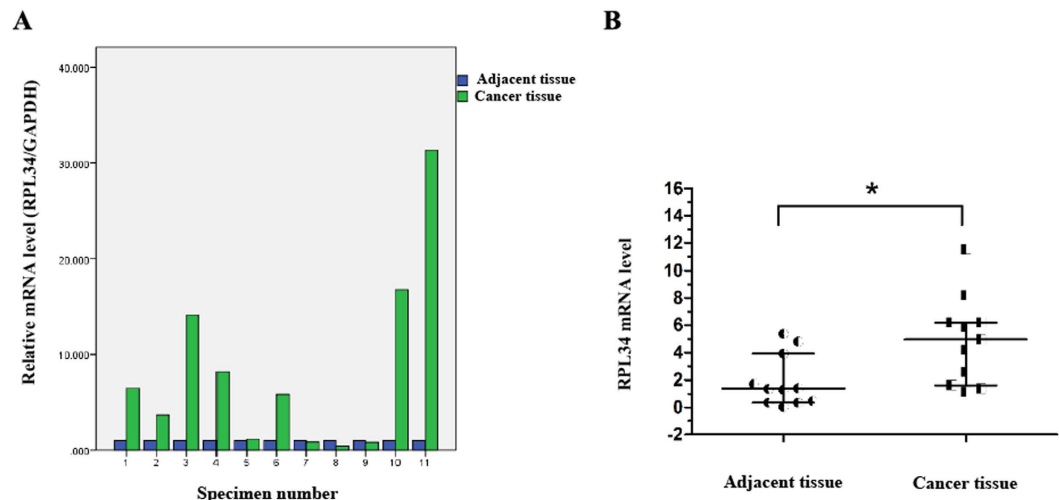 A
Relative mRNA level (RPL34/GAPDH)
40.000
30.000
20.000
10.000
.000
1 2 3 4 5 6 7 8 9 10 11
Specimen number
Adjacent tissue
Cancer tissue
B
RPL34 mRNA level
16
14
12
10
8
6
4
2
0
-2
*
Adjacent tissue Cancer tissue